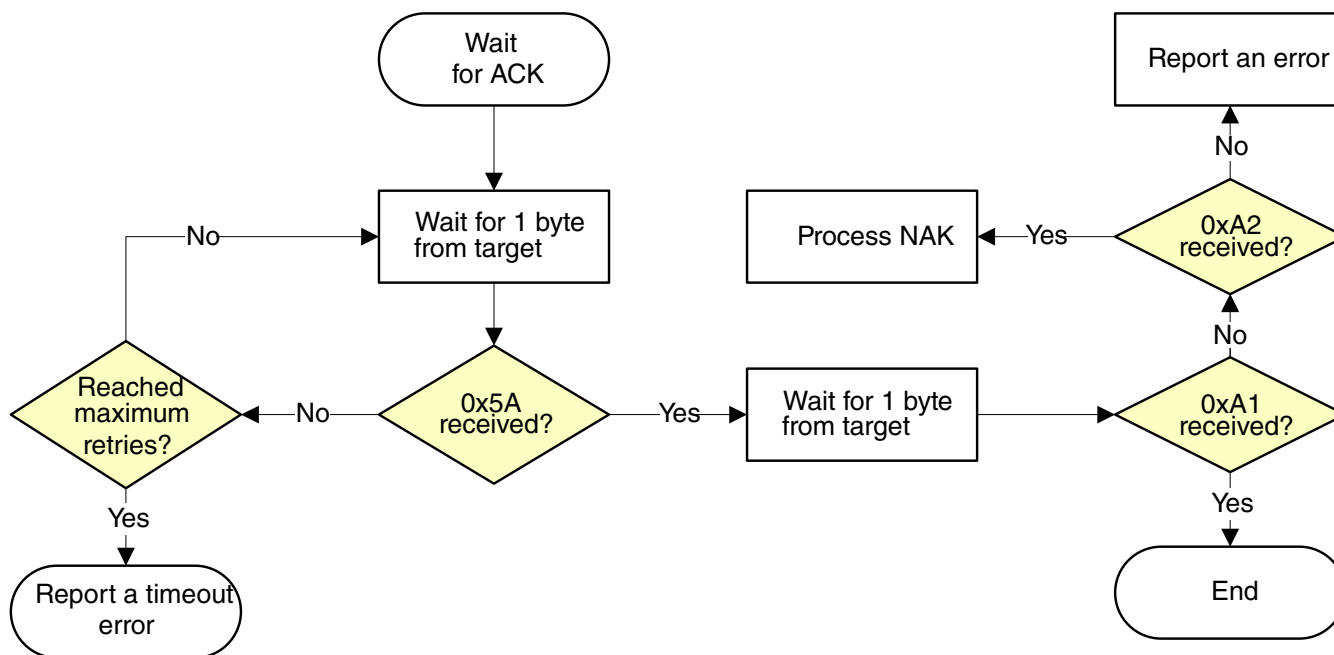 Wait
for ACK
Report an error
No
No
Wait for 1 byte
from target
Process NAK
Yes
0xA2
received?
No
Reached
maximum
retries?
No
0x5A
received?
Yes
Wait for 1 byte
from target
0xA1
received?
Yes
Yes
Report a timeout
error
End